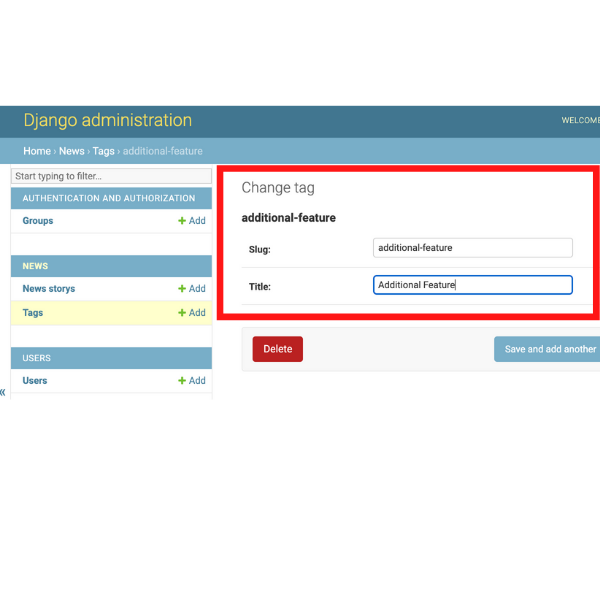 Django administration
WELCOME
Home › News › Tags › additional-feature
Start typing to filter...
AUTHENTICATION AND AUTHORIZATION
Groups + Add
NEWS
News storys + Add
Tags + Add
USERS
Users + Add
«
Change tag
additional-feature
Slug: additional-feature
Title: Additional Feature
Delete
Save and add another